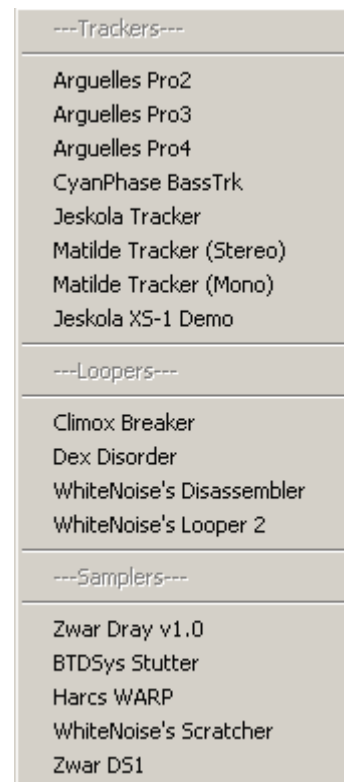 ---Trackers---
Arguelles Pro2
Arguelles Pro3
Arguelles Pro4
CyanPhase BassTrk
Jeskola Tracker
Matilde Tracker (Stereo)
Matilde Tracker (Mono)
Jeskola XS-1 Demo
---Loopers---
Climox Breaker
Dex Disorder
WhiteNoise's Disassembler
WhiteNoise's Looper 2
---Samplers---
Zwar Dray v1.0
BTDSys Stutter
Harcs WARP
WhiteNoise's Scratcher
Zwar DS1